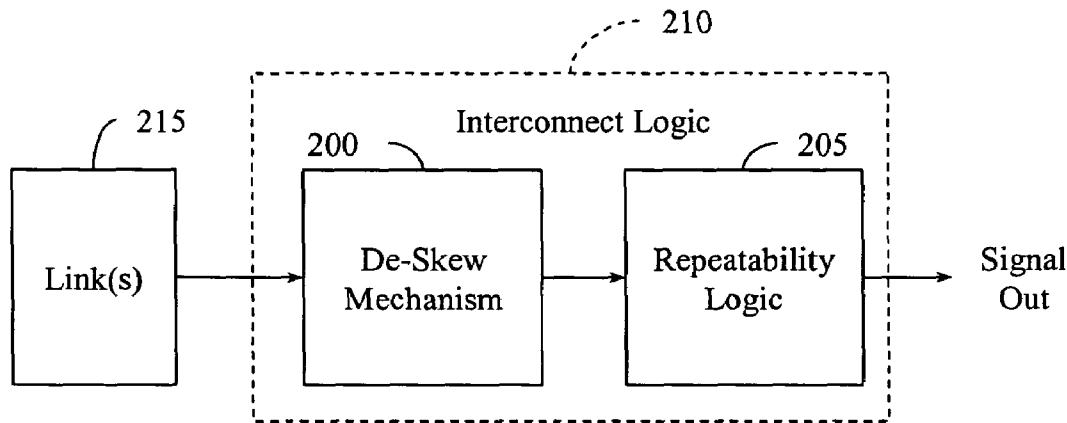 210
215
Interconnect Logic
200
205
Link(s)
De-Skew
Mechanism
Repeatability
Logic
Signal
Out